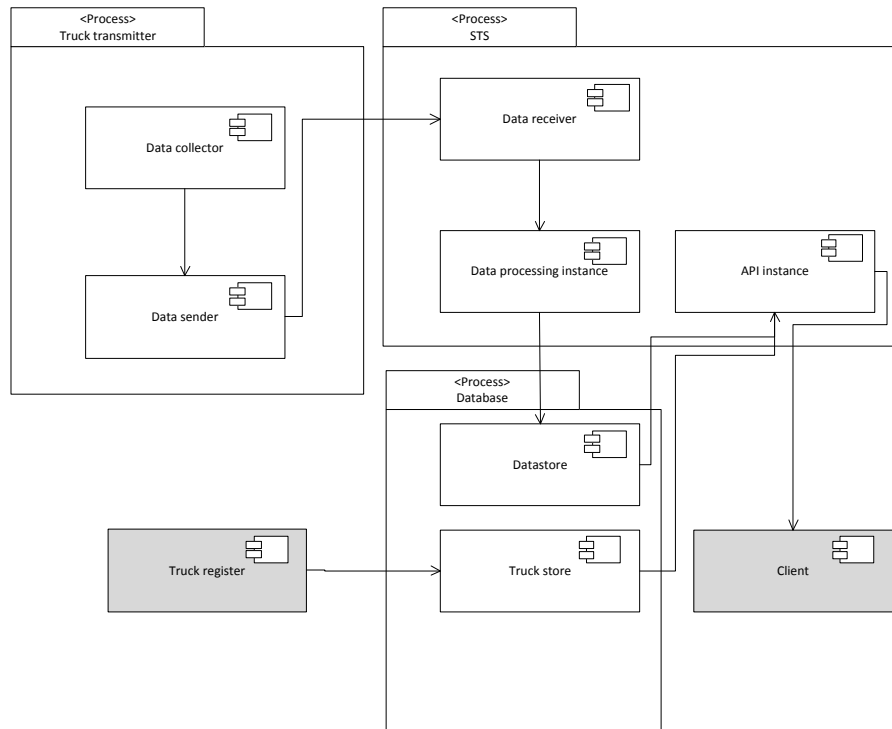 <Process>
Truck transmitter
<Process>
STS
Data collector
Data receiver
Data sender
Data processing instance
API instance
<Process>
Database
Datastore
Truck register
Truck store
Client